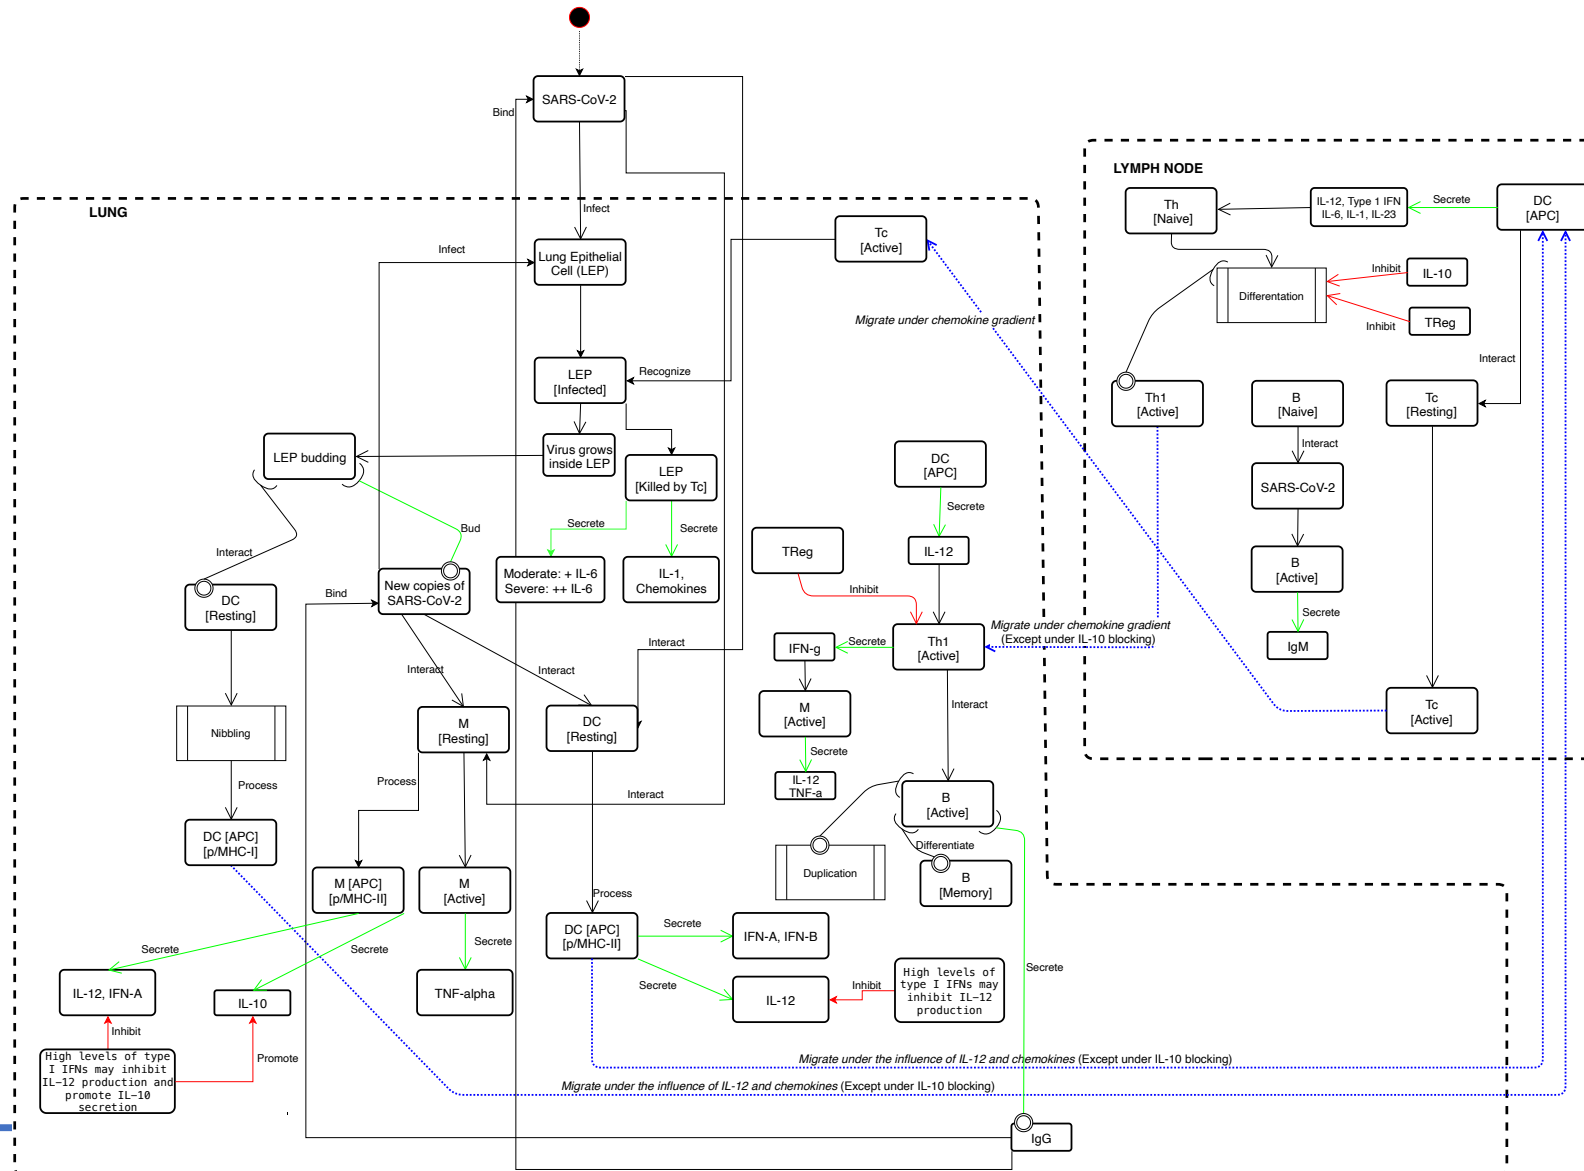 SARS-CoV-2
Bind
LUNG
Infect
Infect
Lung Epithelial
Cell (LEP)
Tc
[Active]
Migrate under chemokine gradient
LEP
[Infected]
Recognize
LEP budding
Virus grows
inside LEP
LEP
[Killed by Tc]
Bud
Secrete
Secrete
Interact
Moderate: + IL-6
Severe: ++ IL-6
IL-1,
Chemokines
DC
[Resting]
Bind
New copies of
SARS-CoV-2
Interact
Interact
Interact
Nibbling
M
[Resting]
DC
[Resting]
Process
Process
Interact
DC [APC]
[p/MHC-I]
M [APC]
[p/MHC-II]
M
[Active]
Process
DC [APC]
[p/MHC-II]
Secrete
Secrete
Secrete
Secrete
Secrete
IFN-A, IFN-B
IL-12, IFN-A
IL-10
TNF-alpha
IL-12
Inhibit
High levels of
type I IFNs may
inhibit IL-12
production
Inhibit
Promote
High levels of type
I IFNs may inhibit
IL-12 production and
promote IL-10
secretion
Migrate under the influence of IL-12 and chemokines (Except under IL-10 blocking)
Migrate under the influence of IL-12 and chemokines (Except under IL-10 blocking)
IgG
DC
[APC]
Secrete
IL-12
TReg
Inhibit
Th1
[Active]
Migrate under chemokine gradient
(Except under IL-10 blocking)
IFN-g
Secrete
M
[Active]
Secrete
IL-12
TNF-a
Interact
B
[Active]
Differentiate
Duplication
B
[Memory]
Secrete
LYMPH NODE
Th
[Naive]
IL-12, Type 1 IFN
IL-6, IL-1, IL-23
Secrete
DC
[APC]
Differentation
Inhibit
IL-10
Inhibit
TReg
Interact
Th1
[Active]
B
[Naive]
Tc
[Resting]
Interact
SARS-CoV-2
B
[Active]
Secrete
IgM
Tc
[Active]